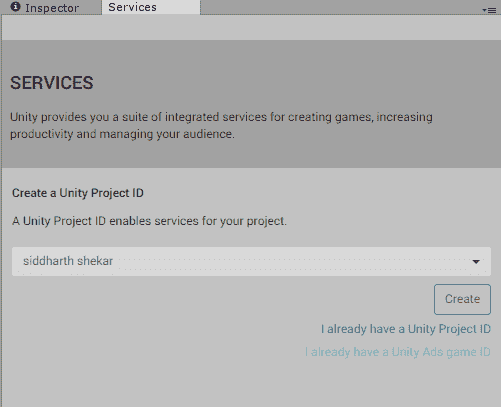 Inspector
Services
SERVICES
Unity provides you a suite of integrated services for creating games, increasing
productivity and managing your audience.
Create a Unity Project ID
A Unity Project ID enables services for your project.
siddharth shekar
Create
I already have a Unity Project ID
I already have a Unity Ads game ID